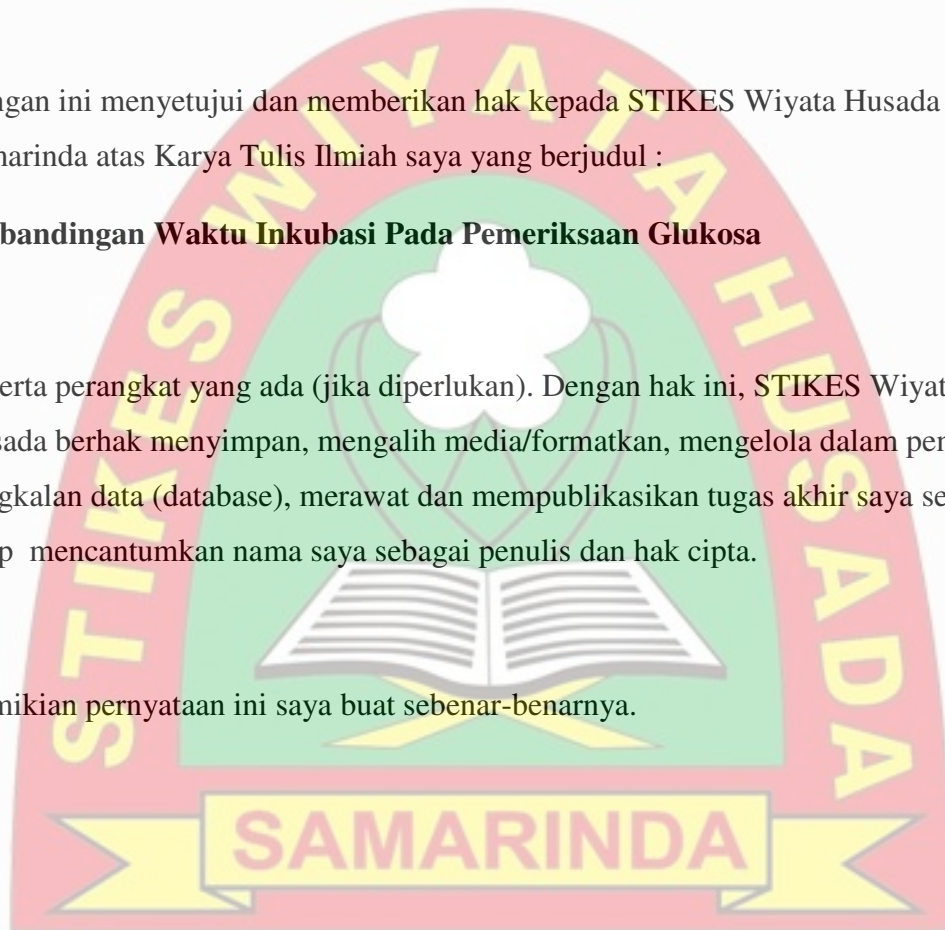 ngan ini menyetujui dan memberikan hak kepada STIKES Wiyata Husada
marinda atas Karya Tulis Ilmiah saya yang berjudul :
bandingan Waktu Inkubasi Pada Pemeriksaan Glukosa
erta perangkat yang ada (jika diperlukan). Dengan hak ini, STIKES Wiyat
sada berhak menyimpan, mengalih media/formatkan, mengelola dalam per
gkalan data (database), merawat dan mempublikasikan tugas akhir saya se
p mencantumkan nama saya sebagai penulis dan hak cipta.
mikian pernyataan ini saya buat sebenar-benarnya.
STIKES WIYATA HUSADA
SAMARINDA